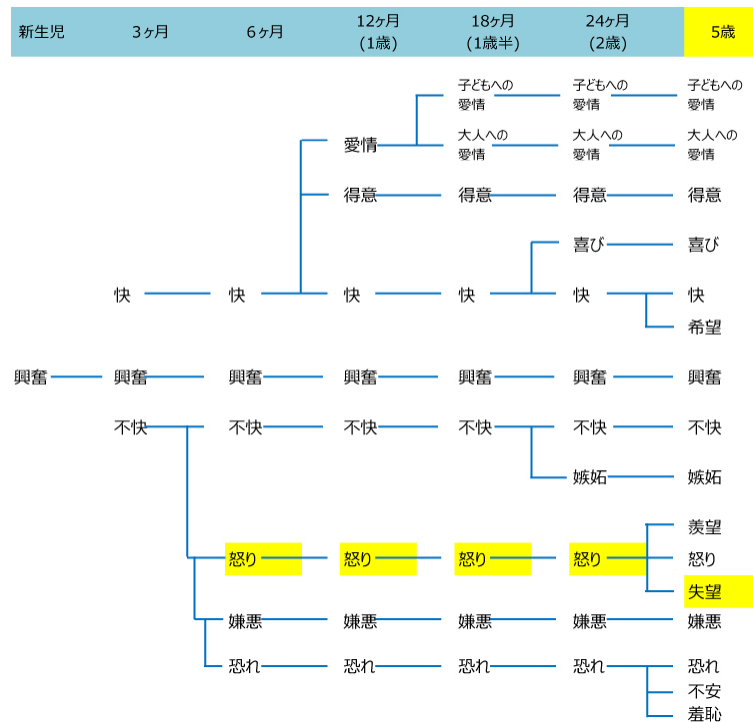 新生児 3ヶ月 6ヶ月 12ヶ月 18ヶ月 24ヶ月 5歳
(1歳) (1歳半) (2歳)
子どもへの 子どもへの 子どもへの
愛情 愛情 愛情
愛情 大人への 大人への 大人への
愛情 愛情 愛情
得意 得意 得意 得意
喜び 喜び
快 快 快 快 快 快
希望
興奮 興奮 興奮 興奮 興奮 興奮 興奮
不快 不快 不快 不快 不快 不快
嫉妬 嫉妬
羨望
怒り 怒り 怒り 怒り 怒り
失望
嫌悪 嫌悪 嫌悪 嫌悪 嫌悪
恐れ 恐れ 恐れ 恐れ 恐れ
不安
羞恥